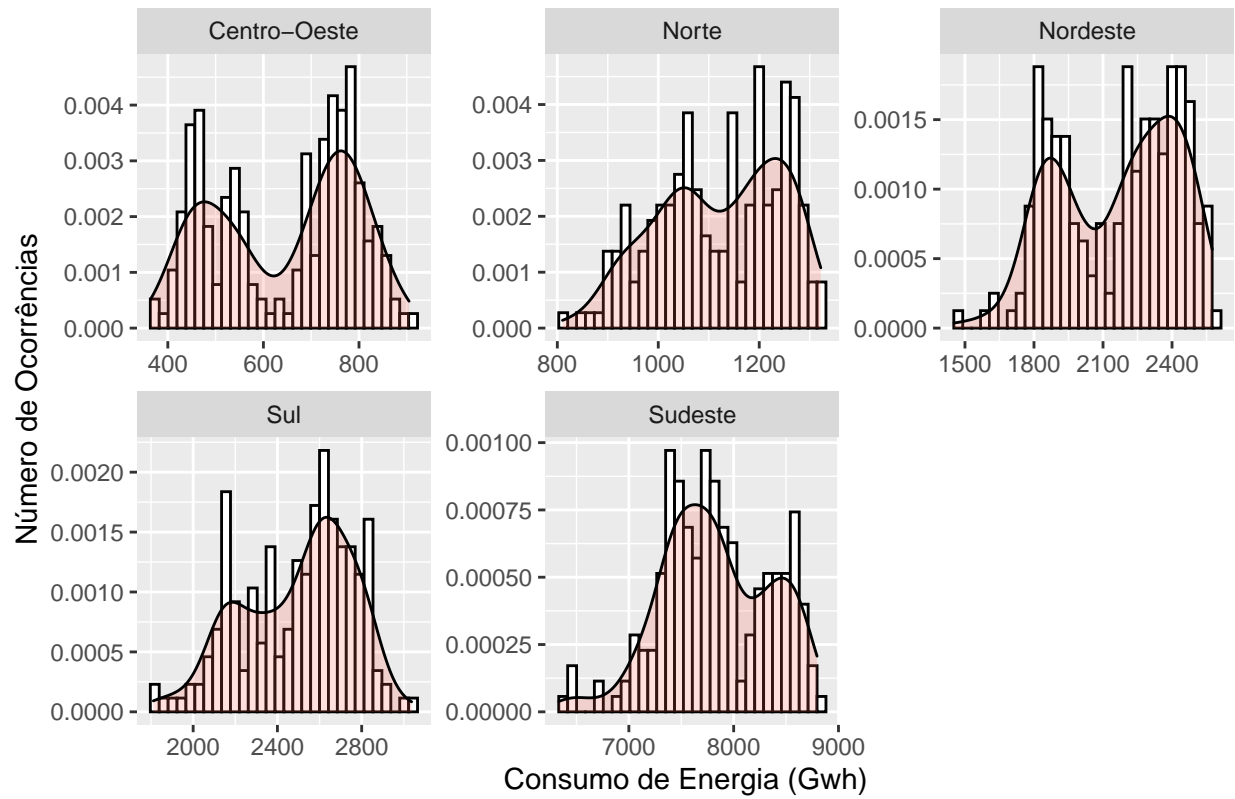 Centro−Oeste
Norte
Nordeste
0.004
0.003
0.002
0.001
0.000
400 600 800
0.004
0.003
0.002
0.001
0.000
800 1000 1200
0.0015
0.0010
0.0005
0.0000
1500 1800 2100 2400
Sul
Sudeste
0.0020
0.0015
0.0010
0.0005
0.0000
2000 2400 2800
0.00100
0.00075
0.00050
0.00025
0.00000
7000 8000 9000
Número de Ocorrências
Consumo de Energia (Gwh)